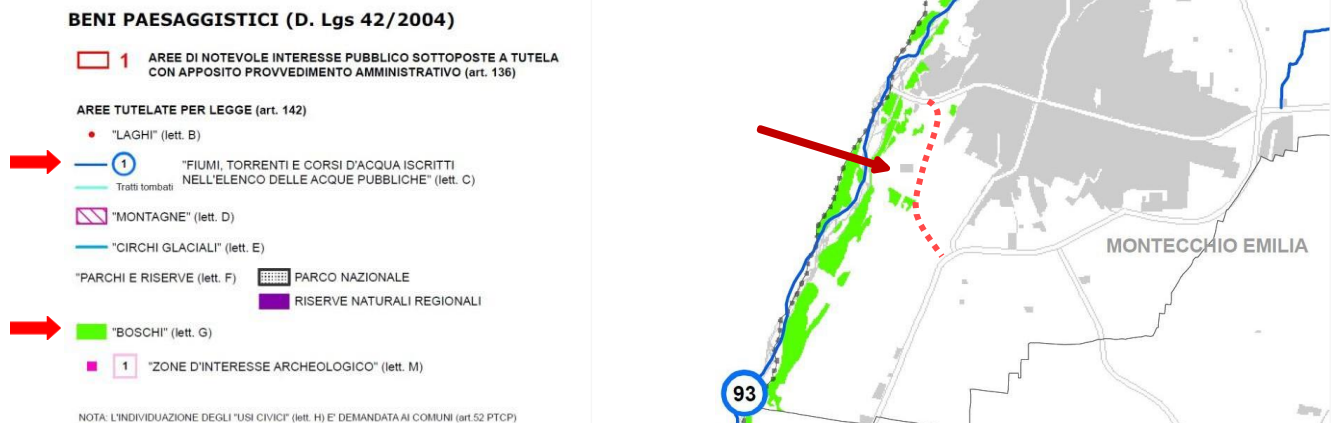 BENI PAESAGGISTICI (D. Lgs 42/2004)
1 AREE DI NOTEVOLE INTERESSE PUBBLICO SOTTOPOSTE A TUTELA
CON APPOSITO PROVVEDIMENTO AMMINISTRATIVO (art. 136)
AREE TUTELATE PER LEGGE (art. 142)
"LAGHI" (lett. B)
1 "FIUMI, TORRENTI E CORSI D'ACQUA ISCRITTI
Tratti tombati NELL'ELENCO DELLE ACQUE PUBBLICHE" (lett. C)
"MONTAGNE" (lett. D)
"CIRCHI GLACIALI" (lett. E)
"PARCHI E RISERVE (lett. F) PARCO NAZIONALE
RISERVE NATURALI REGIONALI
"BOSCHI" (lett. G)
1 "ZONE D'INTERESSE ARCHEOLOGICO" (lett. M)
NOTA: L'INDIVIDUAZIONE DEGLI "USI CIVICI" (lett. H) E' DEMANDATA AI COMUNI (art.52 PTCP)
MONTECCHIO EMILIA
93